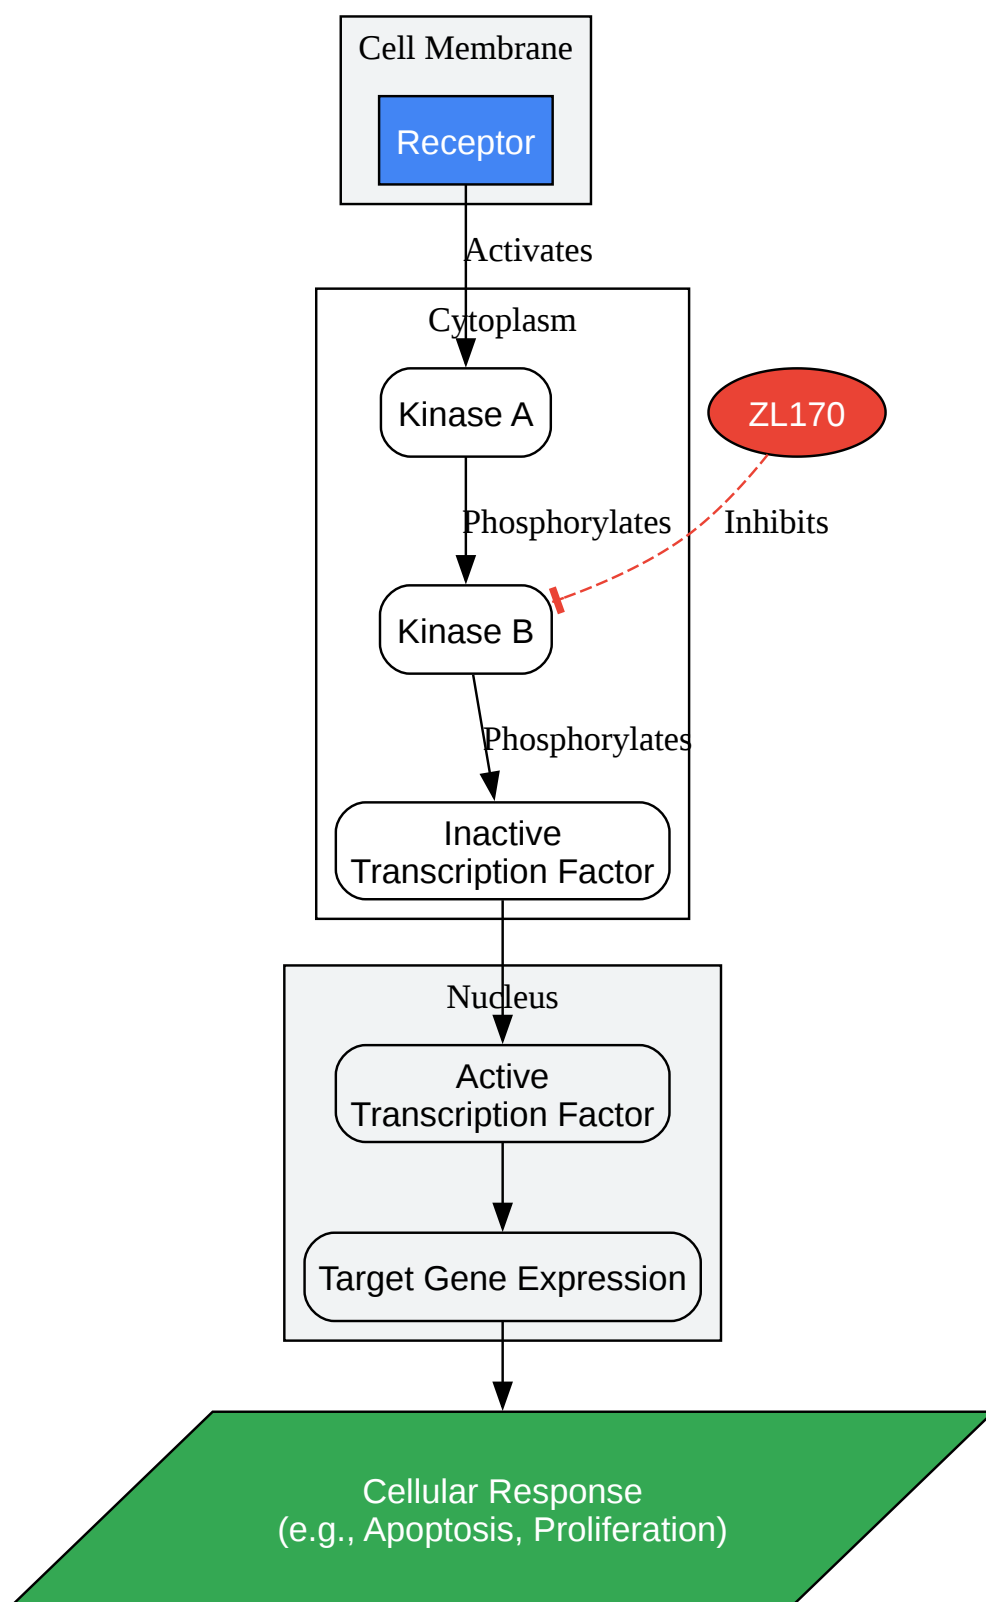 Cell Membrane
Receptor
Activates
Cytoplasm
Kinase A
ZL170
Phosphorylates
Inhibits
Kinase B
Phosphorylates
Inactive
Transcription Factor
Nucleus
Active
Transcription Factor
Target Gene Expression
Cellular Response
(e.g., Apoptosis, Proliferation)